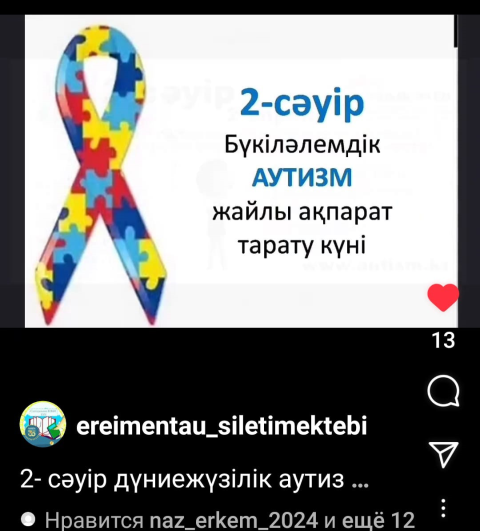 2-сәуір
Бүкіләлемдік
АУТИЗМ
жайлы ақпарат
тарату күні
13
ereimentau_siletimektebi
2- сәуір дүниежүзілік аутиз ...
Нравится naz_erkem_2024 и ещё 12